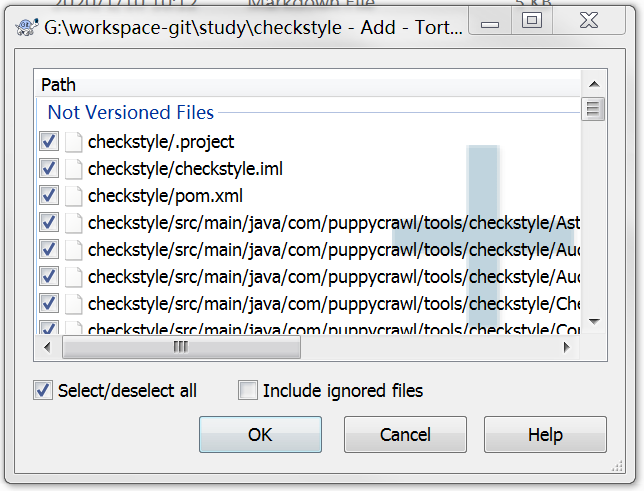 G:\workspace-git\study\checkstyle - Add - Tort...
Path
Not Versioned Files
checkstyle/.project
checkstyle/checkstyle.iml
checkstyle/pom.xml
checkstyle/src/main/java/com/puppycrawl/tools/checkstyle/Ast
checkstyle/src/main/java/com/puppycrawl/tools/checkstyle/Aud
checkstyle/src/main/java/com/puppycrawl/tools/checkstyle/Aud
checkstyle/src/main/java/com/puppycrawl/tools/checkstyle/Che
checkstyle/src/main/java/com/puppycrawl/tools/checkstyle/Con
Select/deselect all
Include ignored files
OK
Cancel
Help